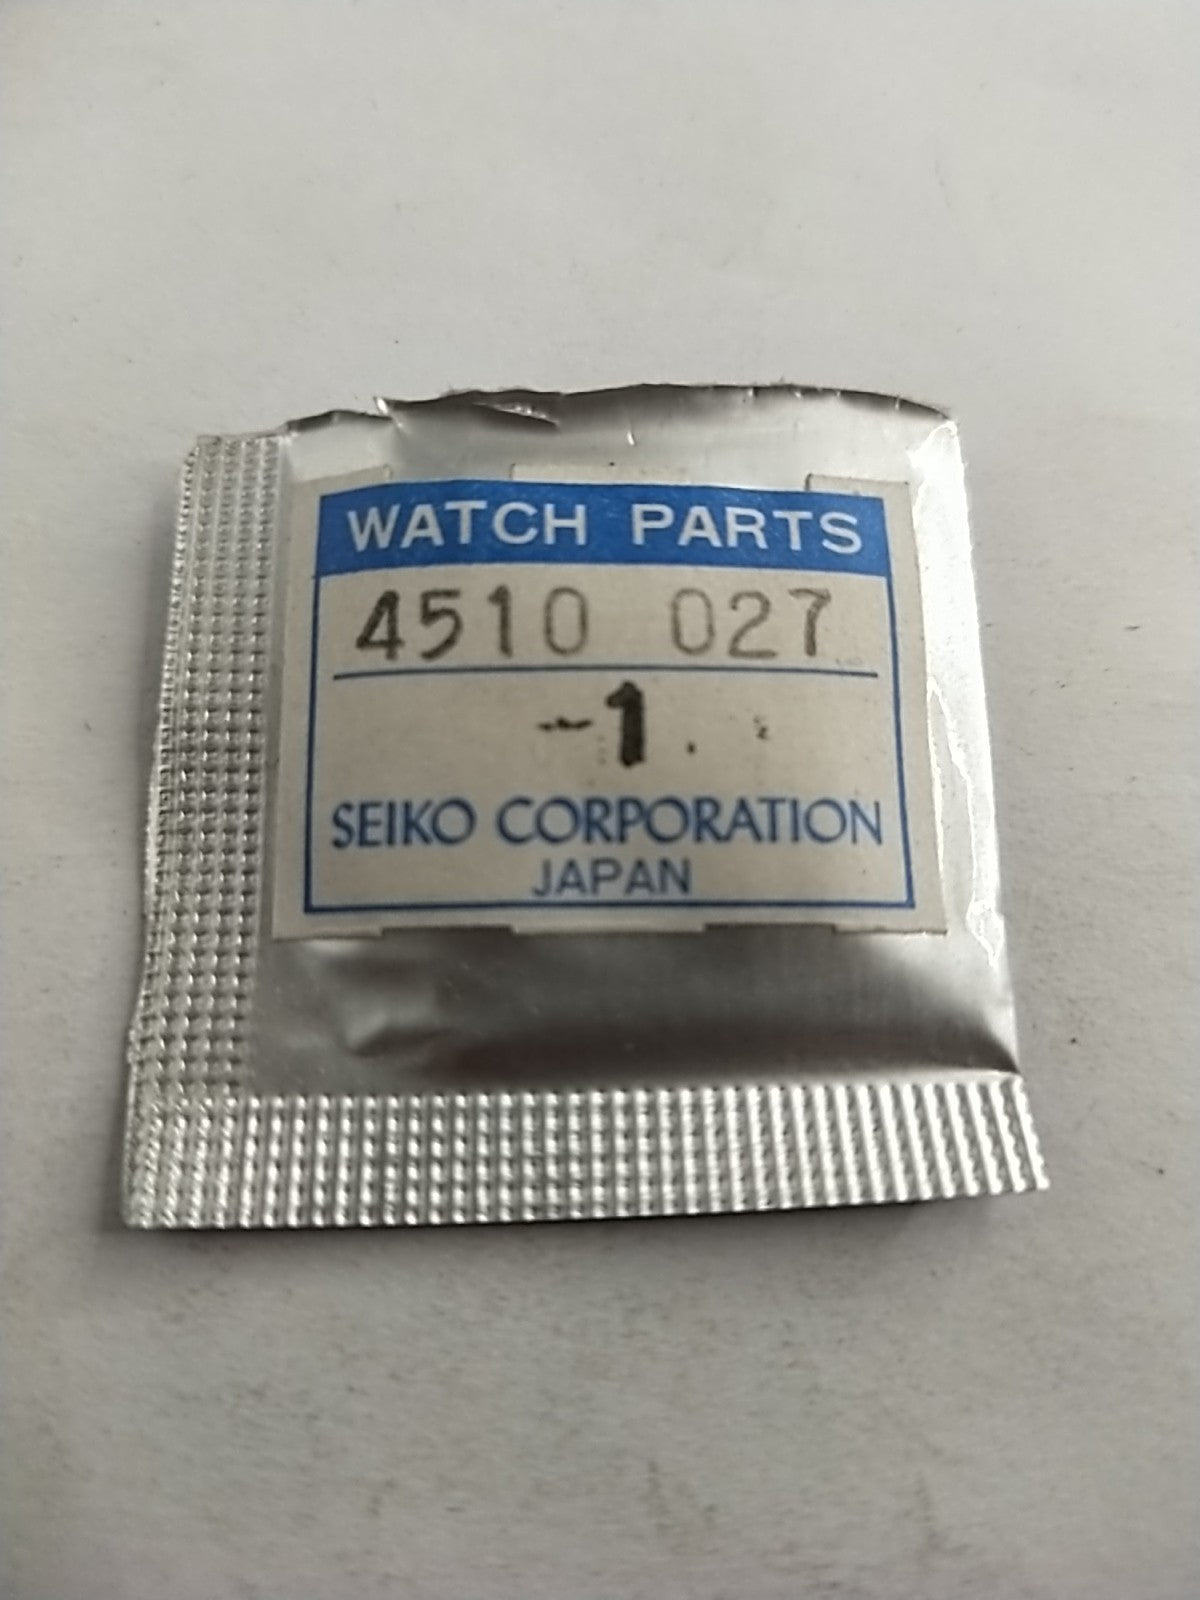 WATCH PARTS
4510 027
-1.
SEIKO CORPORATION
JAPAN